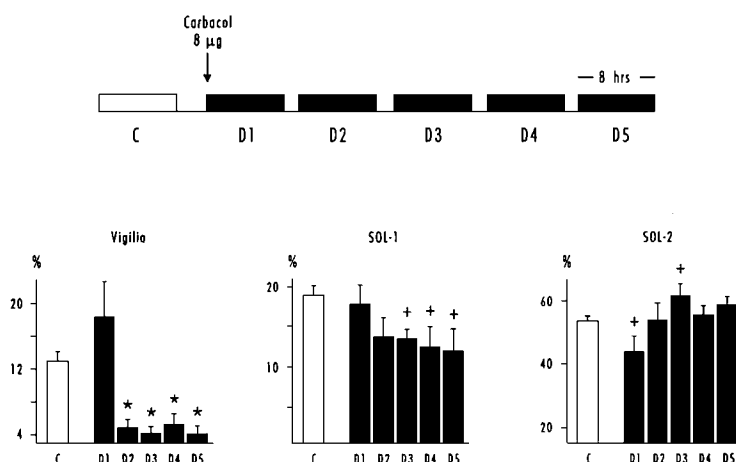 Carbacol
8 µg
8 hrs
C D1 D2 D3 D4 D5
Vigilia SOL-1 SOL-2
% % %
20
12
4
20
10
60
40
20
+ + + + +
* * * *
C D1 D2 D3 D4 D5 C D1 D2 D3 D4 D5 C D1 D2 D3 D4 D5